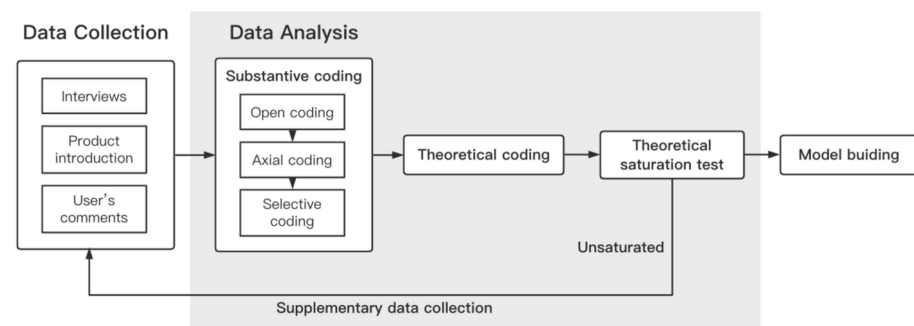 Data Collection
Interviews
Product
introduction
User's
comments
Data Analysis
Substantive coding
Open coding
Axial coding
Selective
coding
Theoretical coding
Theoretical
saturation test
Model buiding
Unsaturated
Supplementary data collection